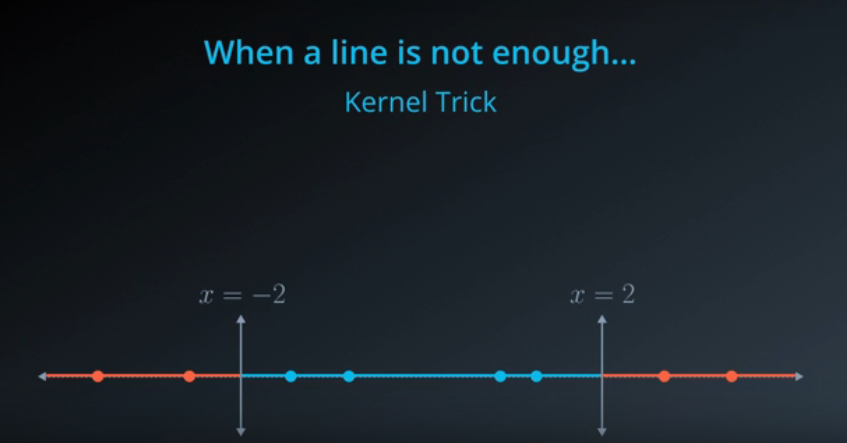 When a line is not enough...
Kernel Trick
x = −2
x = 2